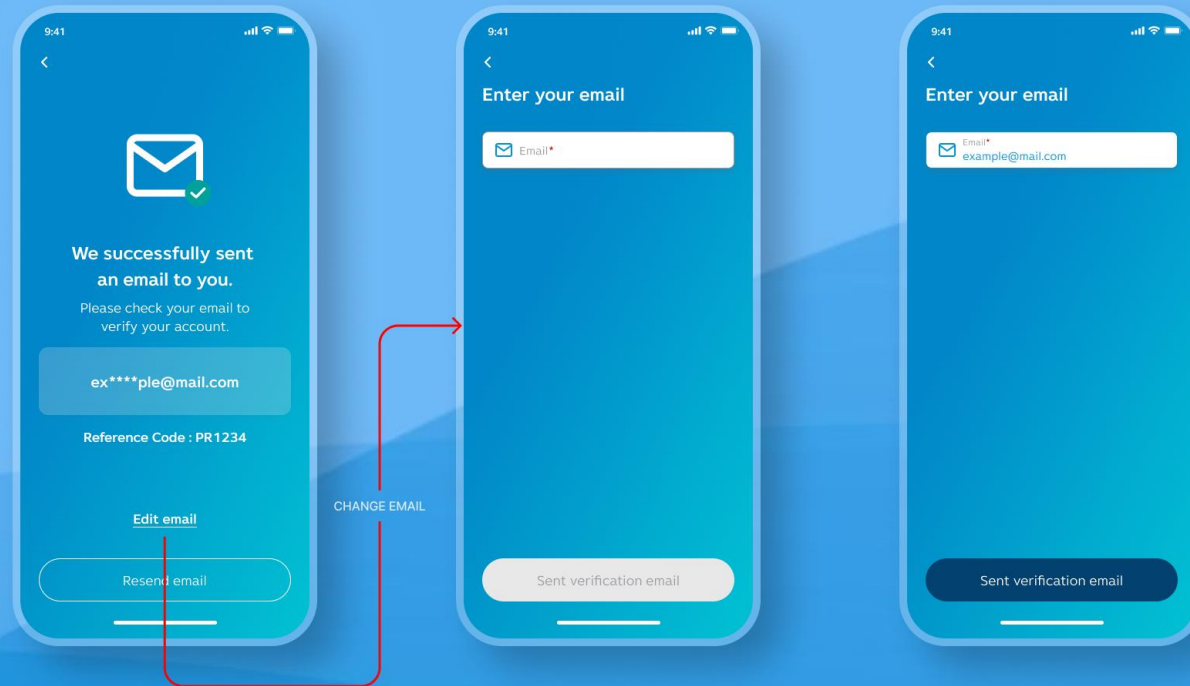 9:41
We successfully sent
an email to you.
Please check your email to
verify your account.
ex****ple@mail.com
Reference Code : PR1234
Edit email
Resend email
CHANGE EMAIL
9:41
Enter your email
Email*
Sent verification email
9:41
Enter your email
Email*
example@mail.com
Sent verification email